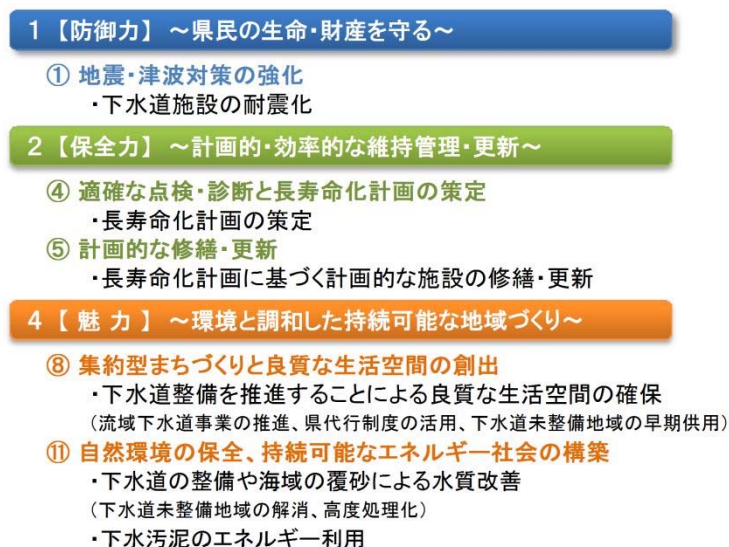 1 【防御力】 ～県民の生命・財産を守る～
① 地震・津波対策の強化
・下水道施設の耐震化
2 【保全力】 ～計画的・効率的な維持管理・更新～
④ 適確な点検・診断と長寿命化計画の策定
・長寿命化計画の策定
⑤ 計画的な修繕・更新
・長寿命化計画に基づく計画的な施設の修繕・更新
4 【 魅 力 】 ～環境と調和した持続可能な地域づくり～
⑧ 集約型まちづくりと良質な生活空間の創出
・下水道整備を推進することによる良質な生活空間の確保
（流域下水道事業の推進、県代行制度の活用、下水道未整備地域の早期供用）
⑪ 自然環境の保全、持続可能なエネルギー社会の構築
・下水道の整備や海域の覆砂による水質改善
（下水道未整備地域の解消、高度処理化）
・下水汚泥のエネルギー利用